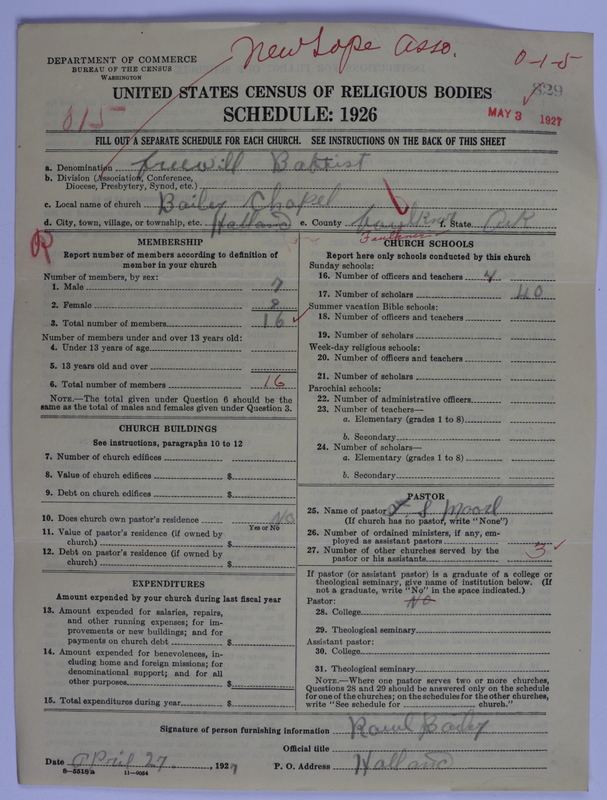 New Hope Asso.
0-1-5
DEPARTMENT OF COMMERCE
BUREAU OF THE CENSUS
WASHINGTON
829
UNITED STATES CENSUS OF RELIGIOUS BODIES
MAY 3 1927
SCHEDULE: 1926
015
FILL OUT A SEPARATE SCHEDULE FOR EACH CHURCH. SEE INSTRUCTIONS ON THE BACK OF THIS SHEET
a. Denomination Freewill Baptist
b. Division (Association, Conference,
Diocese, Presbytery, Synod, etc.)
c. Local name of church Baily Chapel
d. City, town, village, or township, etc. Holland e. County Faulkner f. State Ark
Faulkner
MEMBERSHIP
Report number of members according to definition of
member in your church
Number of members, by sex:
1. Male 7
2. Female 9
3. Total number of members 16
Number of members under and over 13 years old:
4. Under 13 years of age
5. 13 years old and over
6. Total number of members 16
NOTE.—The total given under Question 6 should be the
same as the total of males and females given under Question 3.
CHURCH BUILDINGS
See instructions, paragraphs 10 to 12
7. Number of church edifices
8. Value of church edifices $
9. Debt on church edifices $
10. Does church own pastor's residence No
Yes or No
11. Value of pastor's residence (if owned by
church) $
12. Debt on pastor's residence (if owned by
church) $
EXPENDITURES
Amount expended by your church during last fiscal year
13. Amount expended for salaries, repairs,
and other running expenses; for im-
provements or new buildings; and for
payments on church debt $
14. Amount expended for benevolences, in-
cluding home and foreign missions; for
denominational support; and for all
other purposes $
15. Total expenditures during year $
CHURCH SCHOOLS
Report here only schools conducted by this church
Sunday schools:
16. Number of officers and teachers 4
17. Number of scholars 40
Summer vacation Bible schools:
18. Number of officers and teachers
19. Number of scholars
Week-day religious schools:
20. Number of officers and teachers
21. Number of scholars
Parochial schools:
22. Number of administrative officers
23. Number of teachers—
a. Elementary (grades 1 to 8)
b. Secondary
24. Number of scholars—
a. Elementary (grades 1 to 8)
b. Secondary
PASTOR
25. Name of pastor S
(If church has no pastor, write "None")
26. Number of ordained ministers, if any, em-
ployed as assistant pastors
27. Number of other churches served by the
pastor or his assistants 3
If pastor (or assistant pastor) is a graduate of a college or
theological seminary, give name of institution below. (If
not a graduate, write "No" in the space indicated.)
Pastor: No
28. College
29. Theological seminary
Assistant pastor:
30. College
31. Theological seminary
NOTE.—Where one pastor serves two or more churches,
Questions 28 and 29 should be answered only on the schedule
for one of the churches; on the schedules for the other churches,
write "See schedule for church."
Signature of person furnishing information Baily
Official title
Date April 27, 1927 P. O. Address Holland
8-5518a 11-9064